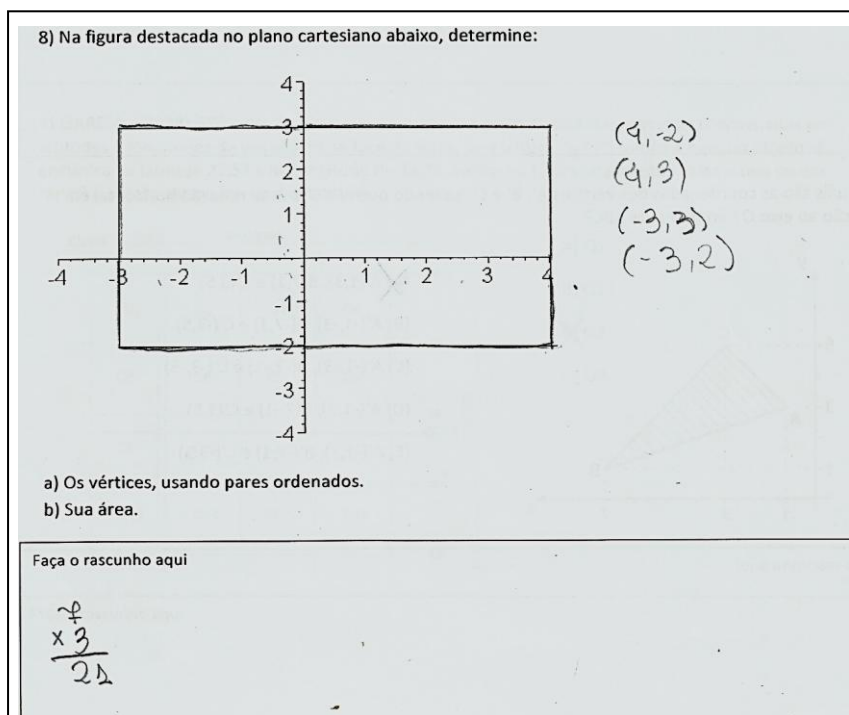 8) Na figura destacada no plano cartesiano abaixo, determine:
4
3
2
1
-4 -3 -2 1 2 3 4
-1
-2
-3
-4
(4,-2)
(4,3)
(-3,3)
(-3,2)
a) Os vértices, usando pares ordenados.
b) Sua área.
Faça o rascunho aqui
7
x 3
21